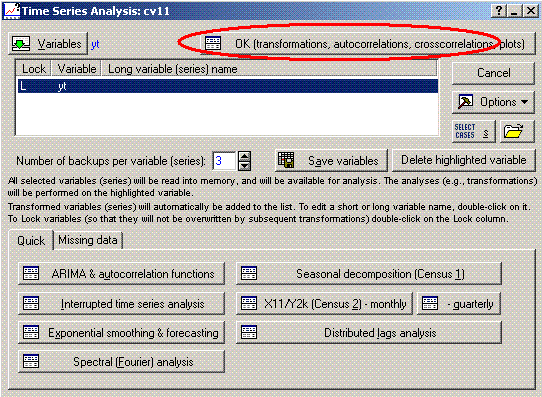 Time Series Analysis: cv11
Variables yt
OK (transformations, autocorrelations, crosscorrelations, plots)
Lock Variable Long variable (series) name
L yt
Cancel
Options
SELECT CASES S
Number of backups per variable (series): 3
Save variables
Delete highlighted variable
All selected variables (series) will be read into memory, and will be available for analysis. The analyses (e.g., transformations)
will be performed on the highlighted variable.
Transformed variables (series) will automatically be added to the list. To edit a short or long variable name, double-click on it.
To Lock variables (so that they will not be overwritten by subsequent transformations) double-click on the Lock column.
Quick Missing data
ARIMA & autocorrelation functions
Seasonal decomposition (Census 1)
Interrupted time series analysis
X11/Y2k (Census 2) - monthly
- quarterly
Exponential smoothing & forecasting
Distributed lags analysis
Spectral (Fourier) analysis